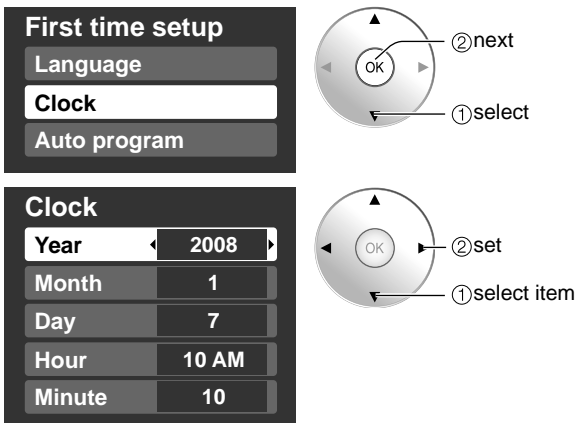 First time setup
Language
Clock
Auto program
OK
②next
①select
Clock
Year 2008
Month 1
Day 7
Hour 10 AM
Minute 10
OK
②set
①select item